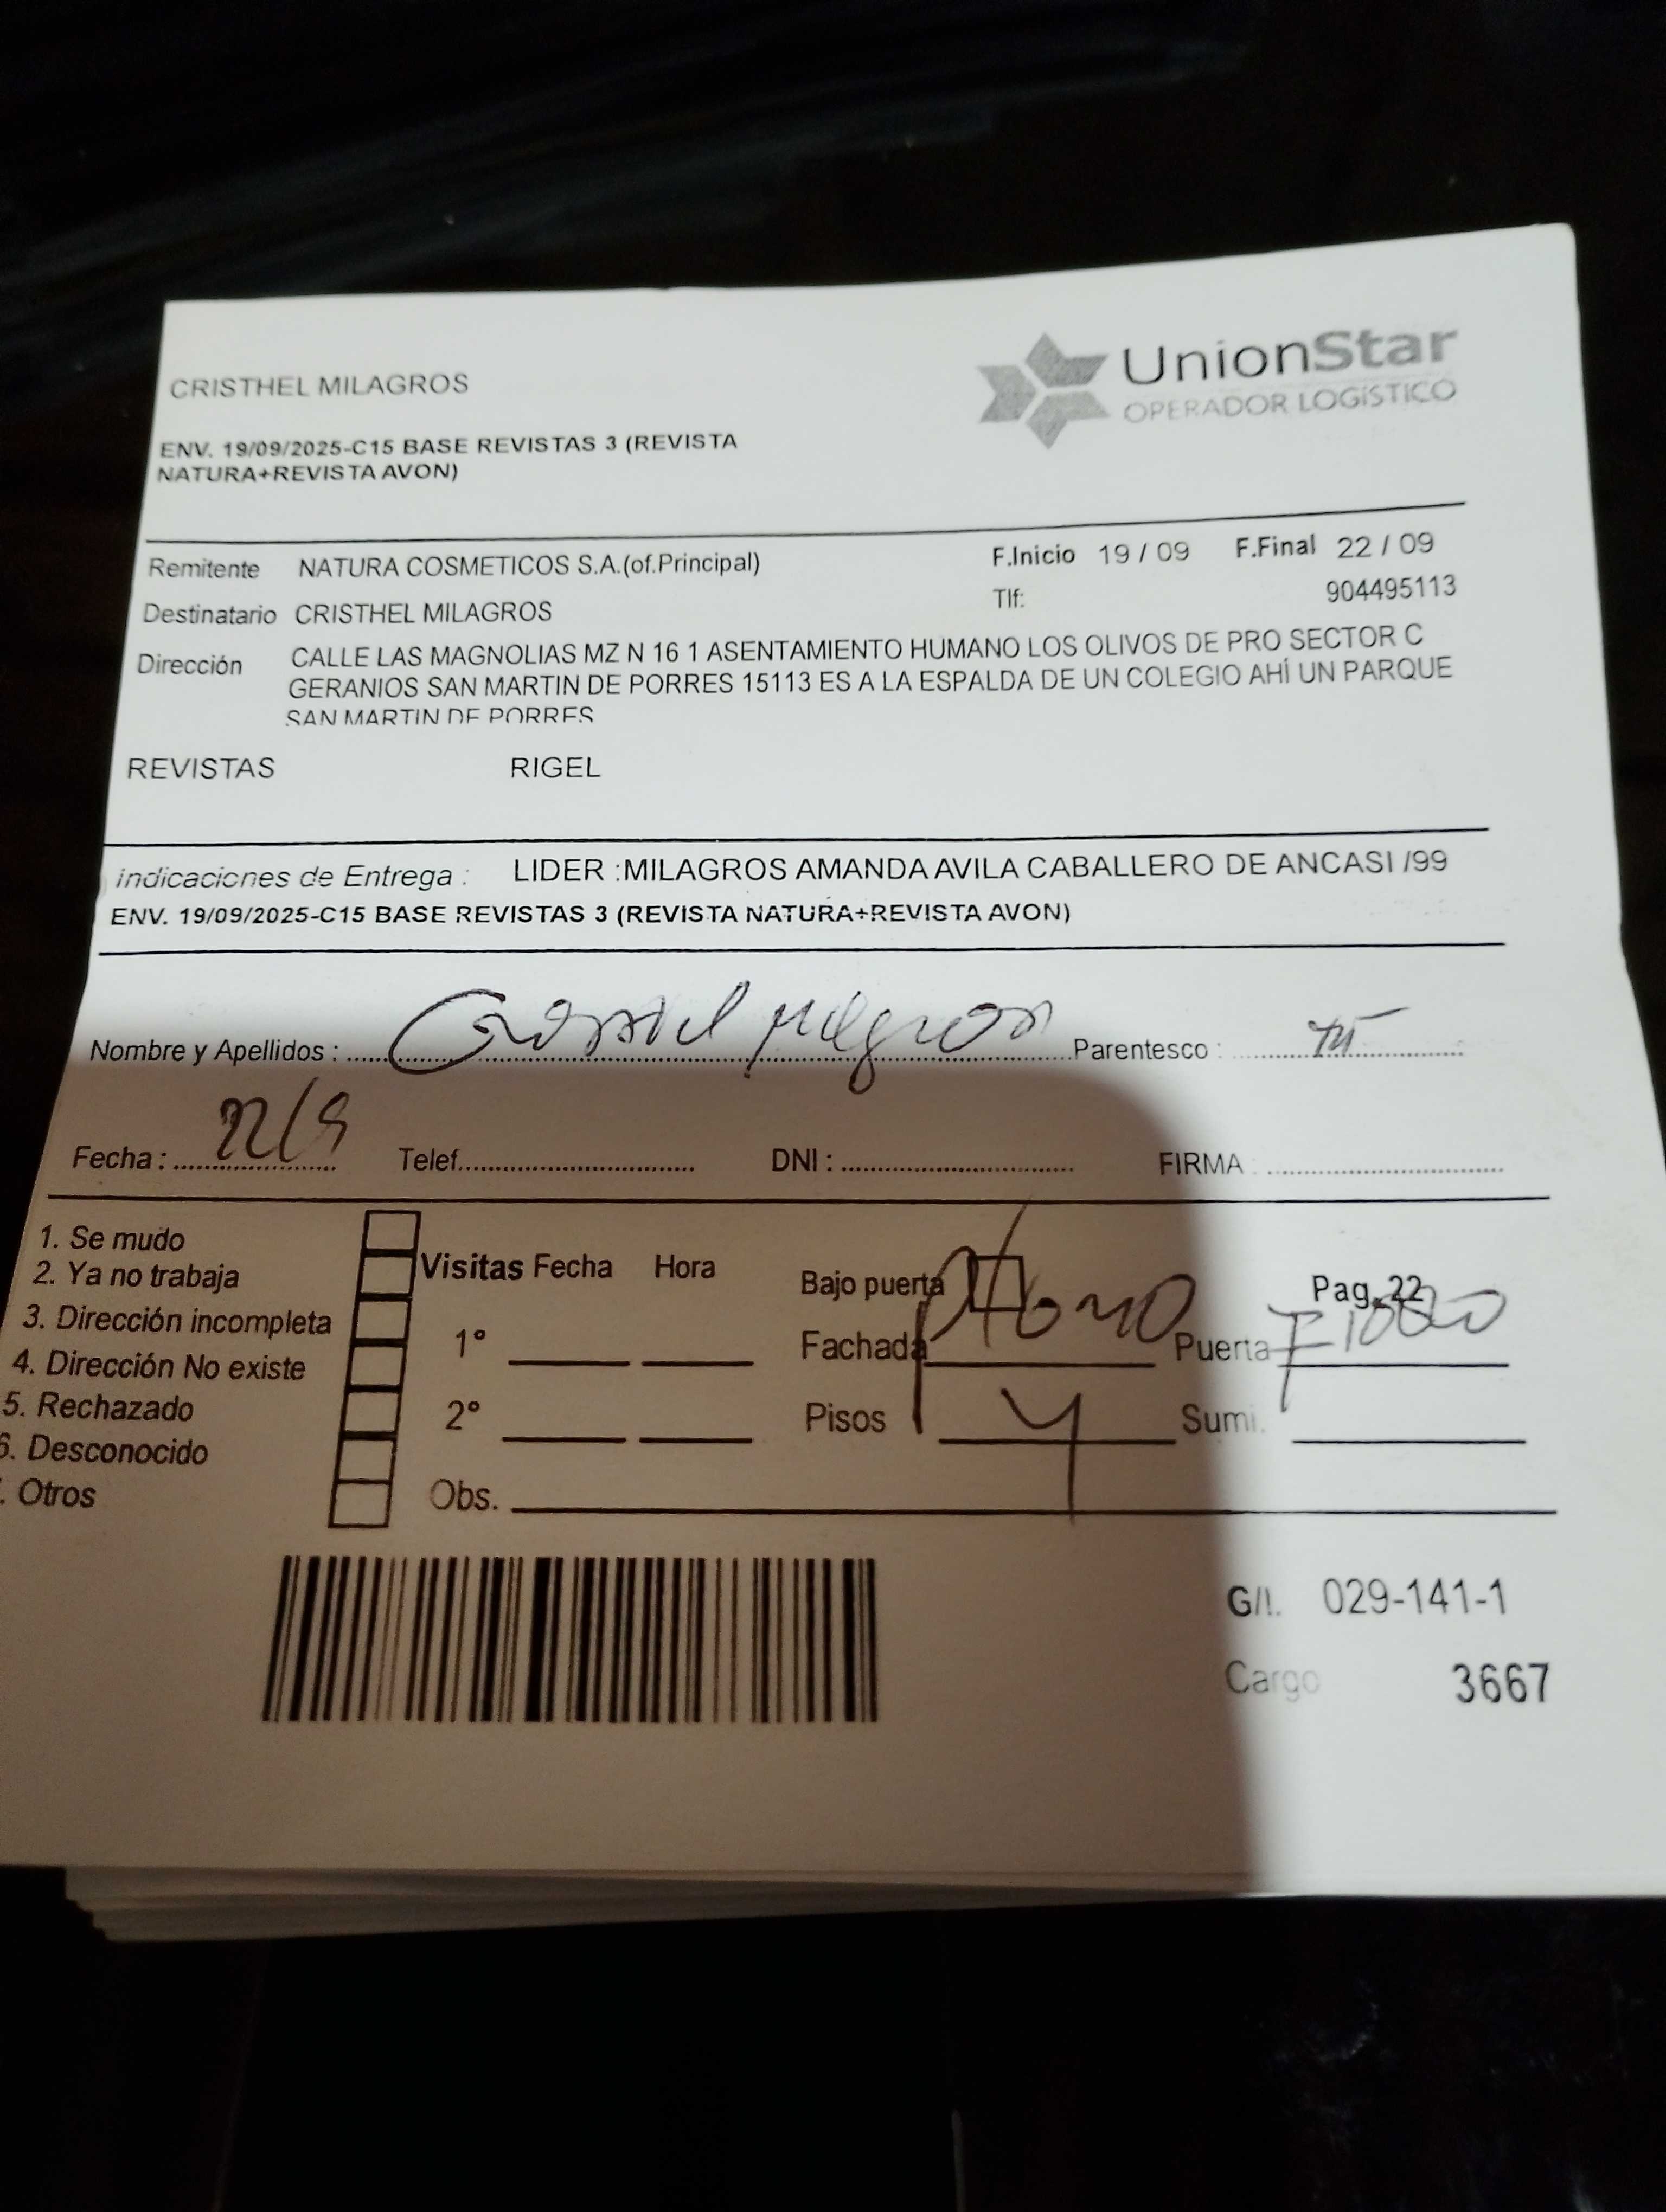 CRISTHEL MILAGROS
UnionStar
OPERADOR LOGÍSTICO
ENV. 19/09/2025-C15 BASE REVISTAS 3 (REVISTA
NATURA+REVISTA AVON)
Remitente NATURA COSMETICOS S.A.(of.Principal) F.Inicio 19 / 09 F.Final 22 / 09
Destinatario CRISTHEL MILAGROS Tlf: 904495113
Dirección CALLE LAS MAGNOLIAS MZ N 16 1 ASENTAMIENTO HUMANO LOS OLIVOS DE PRO SECTOR C
GERANIOS SAN MARTIN DE PORRES 15113 ES A LA ESPALDA DE UN COLEGIO AHÍ UN PARQUE
SAN MARTIN DE PORRES
REVISTAS RIGEL
Indicaciones de Entrega : LIDER :MILAGROS AMANDA AVILA CABALLERO DE ANCASI /99
ENV. 19/09/2025-C15 BASE REVISTAS 3 (REVISTA NATURA+REVISTA AVON)
Nombre y Apellidos : Parentesco :
Fecha : 22/9 Telef. DNI : FIRMA
1. Se mudo
2. Ya no trabaja
3. Dirección incompleta
4. Dirección No existe
5. Rechazado
6. Desconocido
. Otros
Visitas Fecha Hora
1°
2°
Obs.
Bajo puerta Pag. 22
Fachada Puerta
Pisos 4 Sumi.
G/I. 029-141-1
Cargo 3667